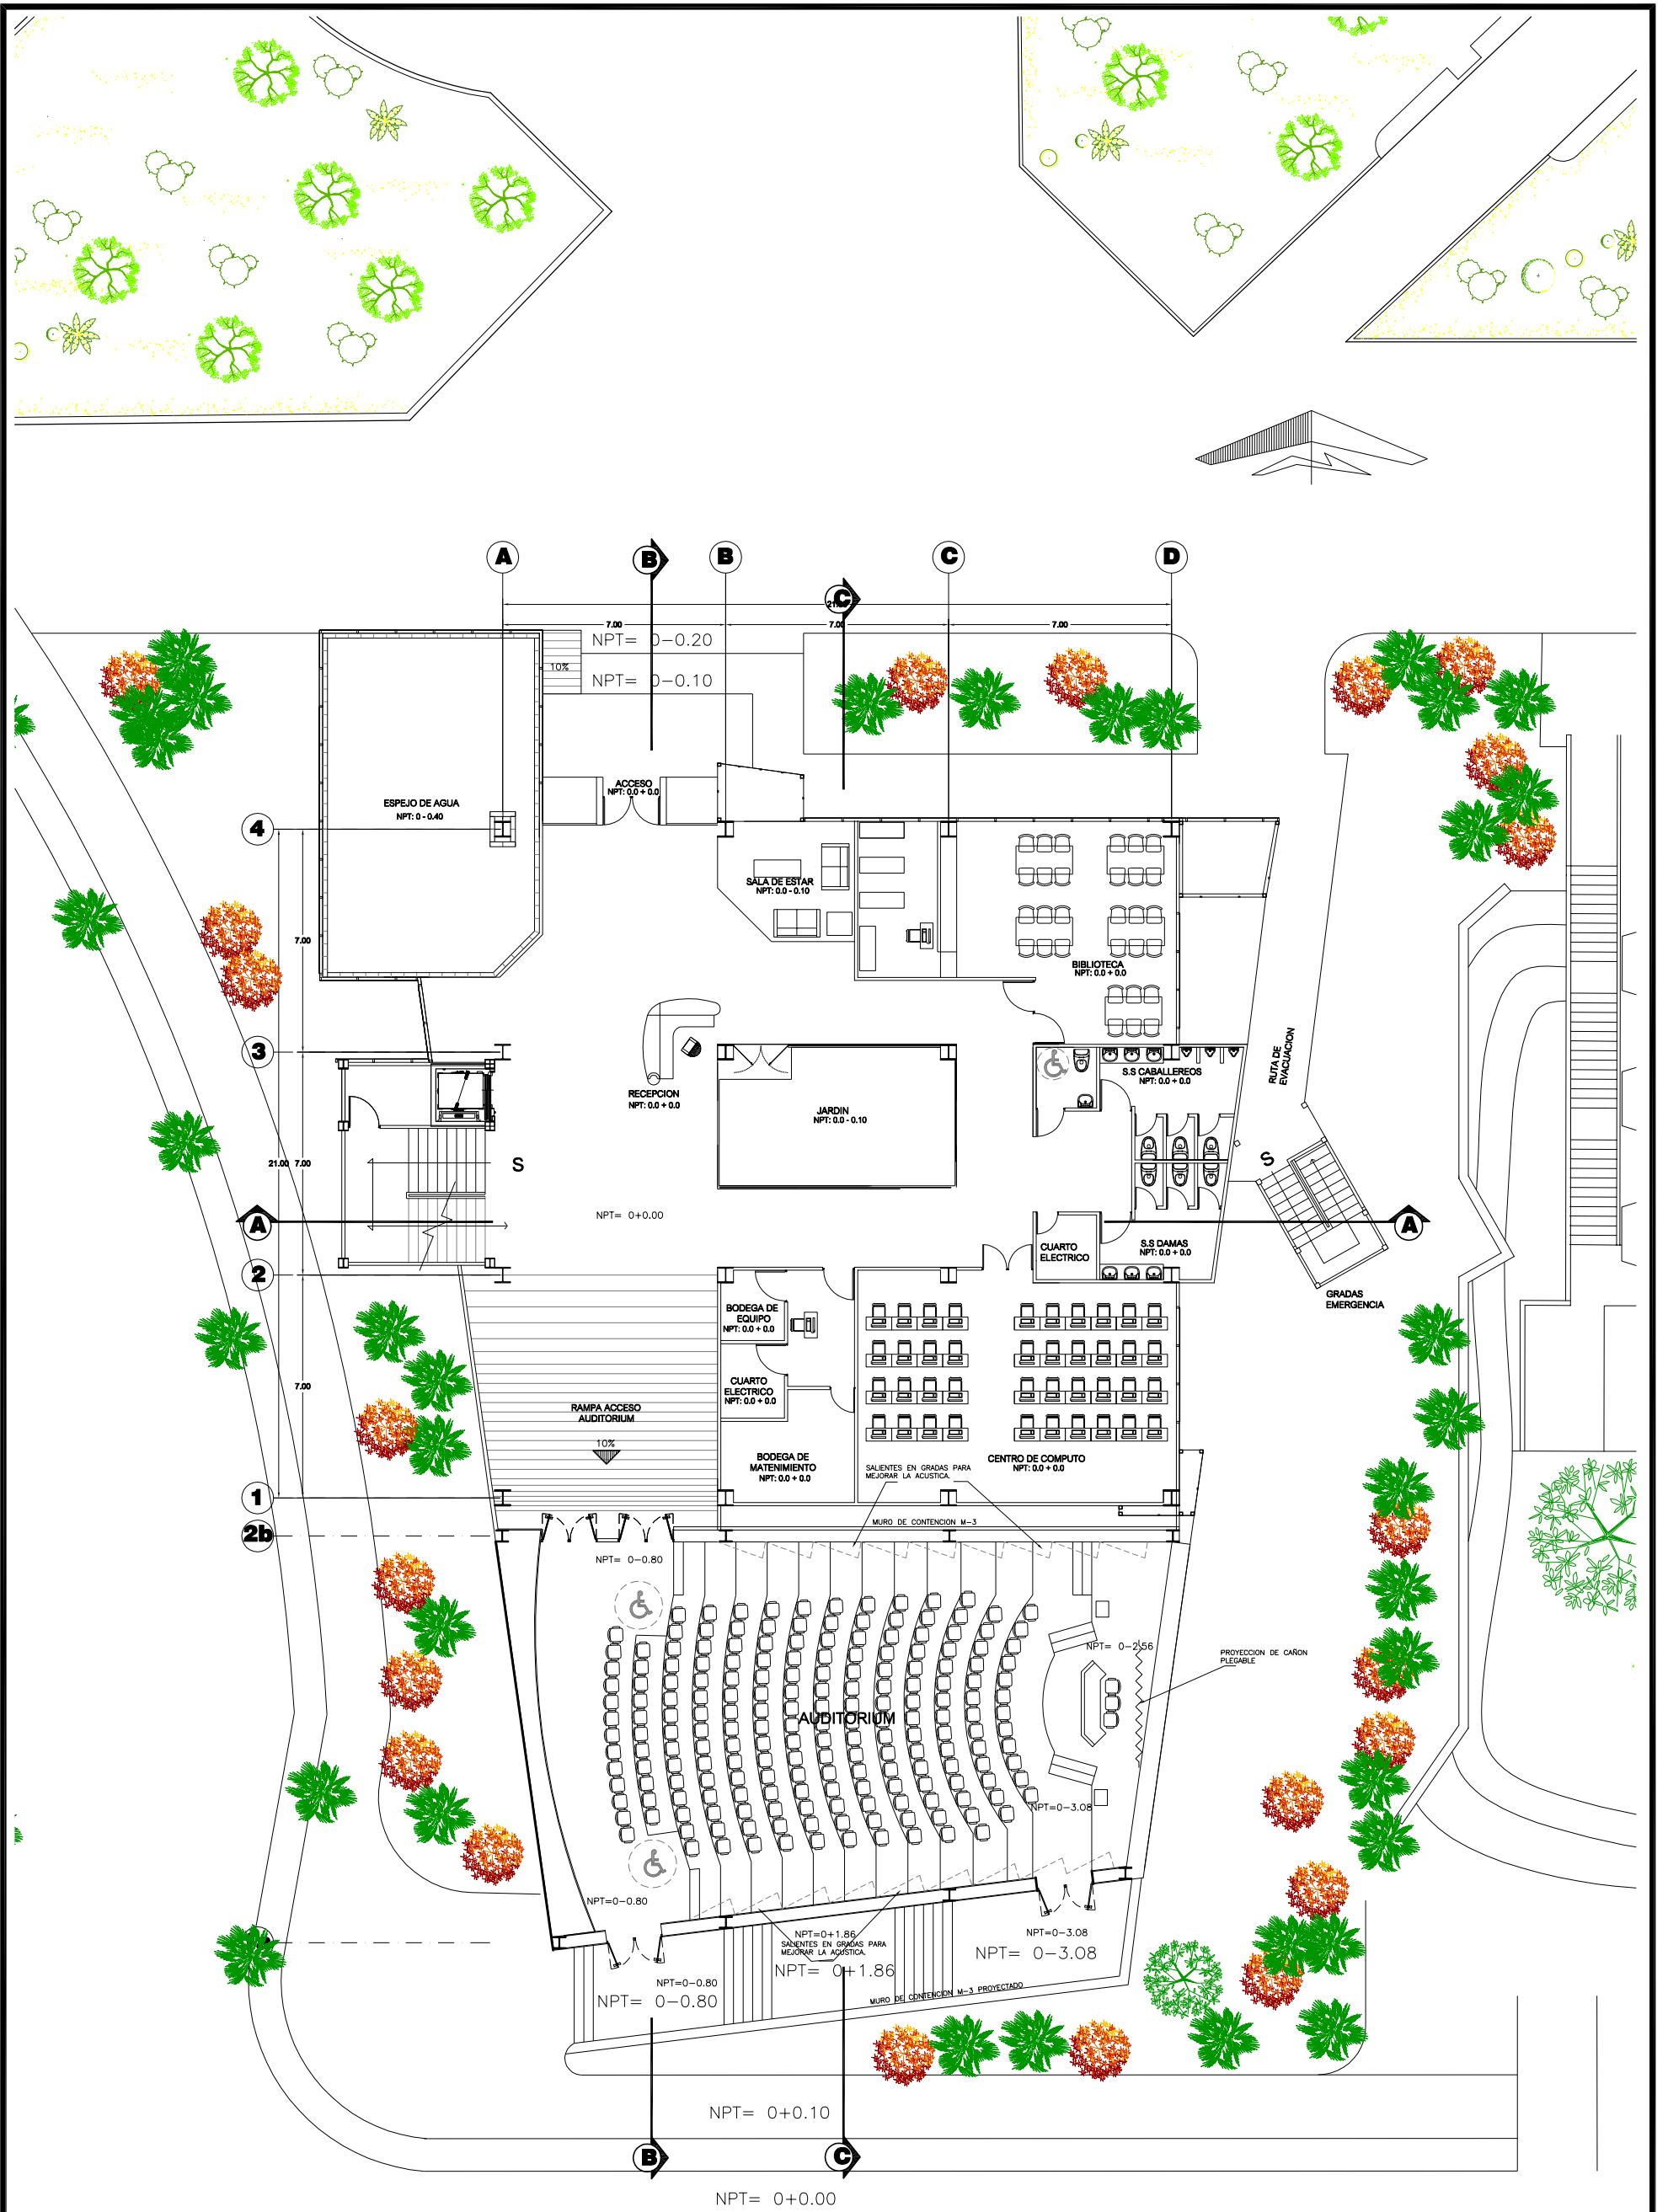 A
B
B
C
D
C
7.00
7.00
7.00
NPT= 0-0.20
10%
NPT= 0-0.10
ACCESO
NPT: 0.0 + 0.0
ESPEJO DE AGUA
NPT: 0 - 0.40
4
SALA DE ESTAR
NPT: 0.0 - 0.10
7.00
BIBLIOTECA
NPT: 0.0 + 0.0
3
RUTA DE
EVACUACION
S.S CABALLEREOS
NPT: 0.0 + 0.0
RECEPCION
NPT: 0.0 + 0.0
JARDIN
NPT: 0.0 - 0.10
21.00
7.00
S
S
NPT= 0+0.00
A
A
CUARTO
ELECTRICO
S.S DAMAS
NPT: 0.0 + 0.0
2
GRADAS
EMERGENCIA
BODEGA DE
EQUIPO
NPT: 0.0 + 0.0
7.00
CUARTO
ELECTRICO
NPT: 0.0 + 0.0
RAMPA ACCESO
AUDITORIUM
10%
BODEGA DE
MATENIMIENTO
NPT: 0.0 + 0.0
CENTRO DE COMPUTO
NPT: 0.0 + 0.0
SALIENTES EN GRADAS PARA
MEJORAR LA ACUSTICA.
1
MURO DE CONTENCION M-3
2b
NPT= 0-0.80
NPT= 0-2.56
PROYECCION DE CAÑON
PLEGABLE
AUDITORIUM
NPT=0-3.08
NPT=0-0.80
NPT=0+1.86
SALIENTES EN GRADAS PARA
MEJORAR LA ACUSTICA.
NPT=0-3.08
NPT= 0-3.08
NPT= 0+1.86
NPT=0-0.80
NPT= 0-0.80
MURO DE CONTENCION M-3 PROYECTADO
NPT= 0+0.10
B
C
NPT= 0+0.00